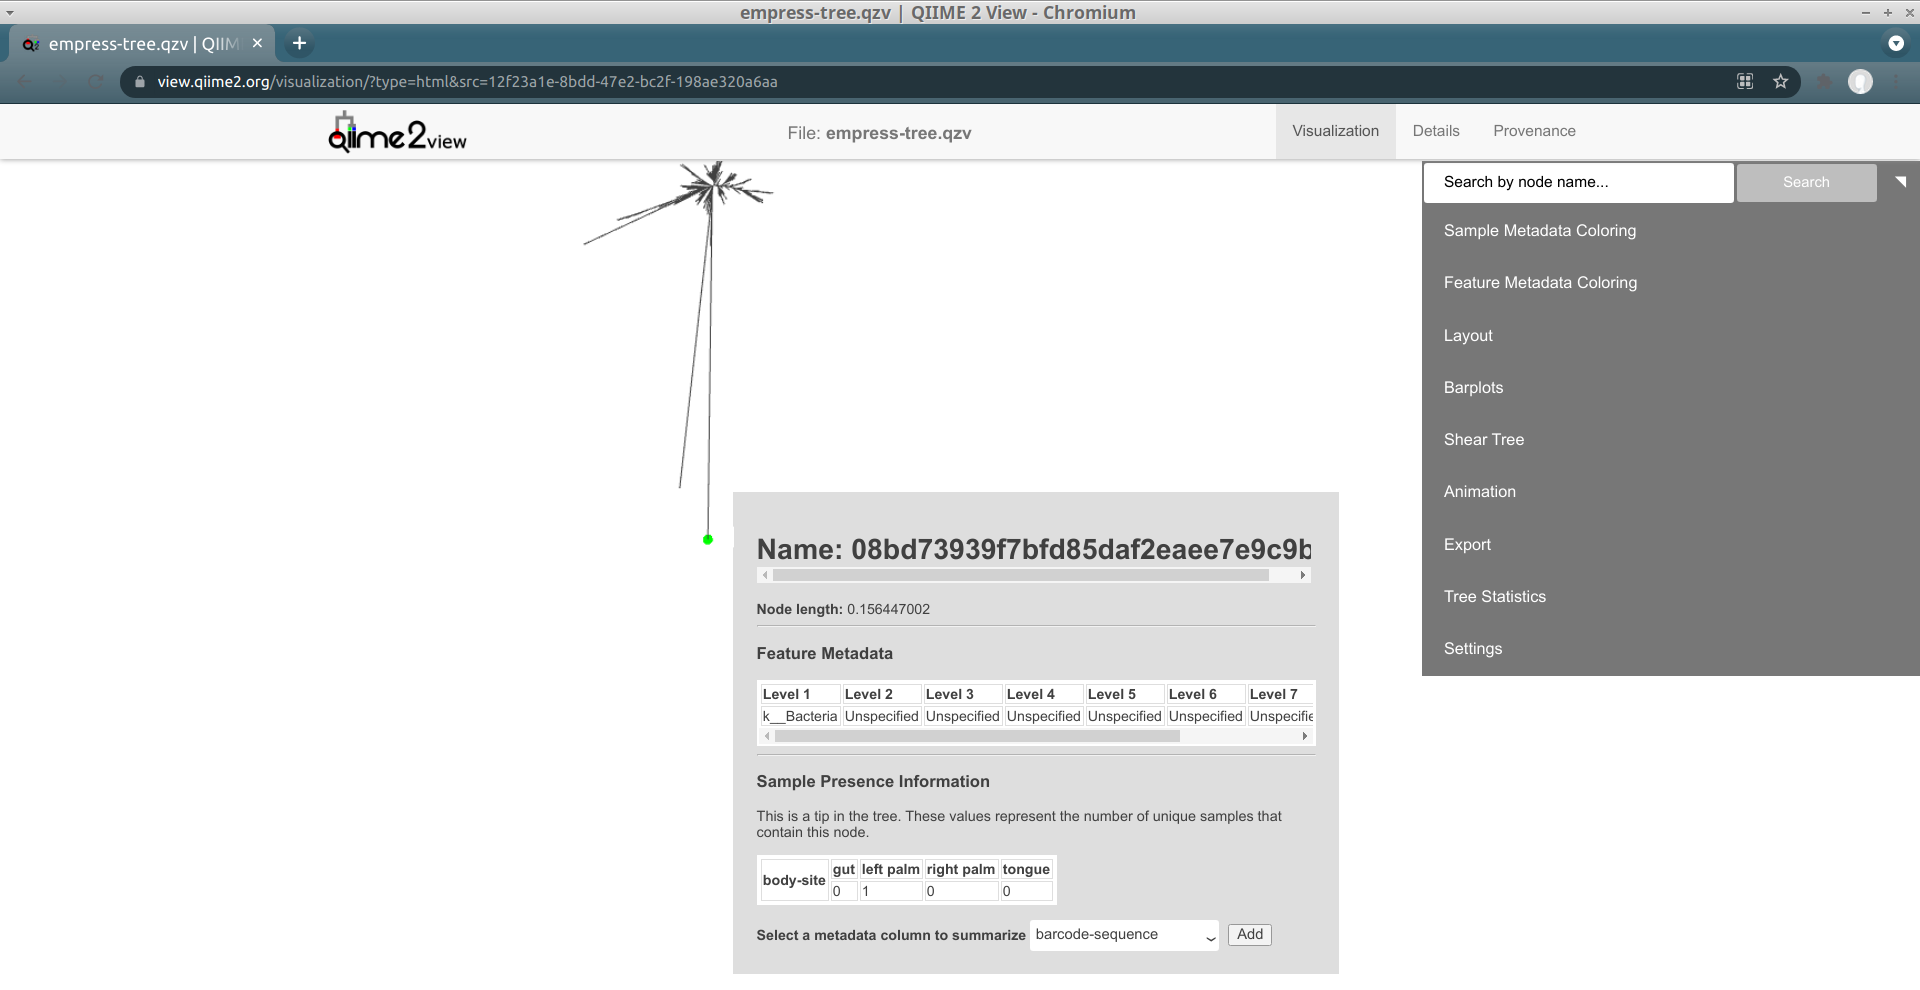 empress-tree.qzv | QIIME 2 View - Chromium
empress-tree.qzv | QIIM
view.qiime2.org/visualization/?type=html&src=12f23a1e-8bdd-47e2-bc2f-198ae320a6aa
qiime2view
File: empress-tree.qzv
Visualization
Details
Provenance
Search by node name...
Search
Sample Metadata Coloring
Feature Metadata Coloring
Layout
Barplots
Shear Tree
Animation
Export
Tree Statistics
Settings
Name: 08bd73939f7bfd85daf2eaee7e9c9b
Node length: 0.156447002
Feature Metadata
Level 1 Level 2 Level 3 Level 4 Level 5 Level 6 Level 7
k__Bacteria Unspecified Unspecified Unspecified Unspecified Unspecified Unspecifie
Sample Presence Information
This is a tip in the tree. These values represent the number of unique samples that
contain this node.
body-site gut left palm right palm tongue
0 1 0 0
Select a metadata column to summarize barcode-sequence Add